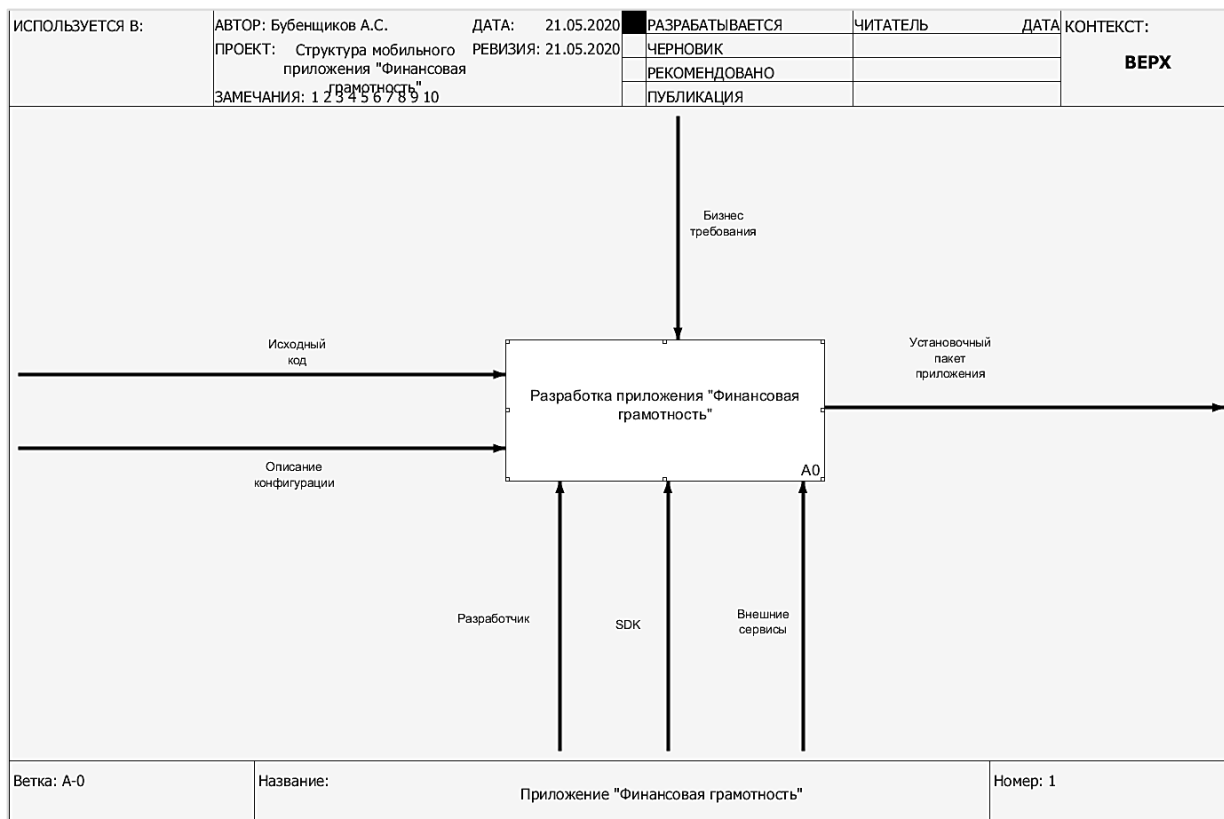 ИСПОЛЬЗУЕТСЯ В:
АВТОР: Бубенщиков А.С.
ДАТА: 21.05.2020
ПРОЕКТ: Структура мобильного
приложения "Финансовая
грамотность"
РЕВИЗИЯ: 21.05.2020
ЗАМЕЧАНИЯ: 1 2 3 4 5 6 7 8 9 10
РАЗРАБАТЫВАЕТСЯ
ЧЕРНОВИК
РЕКОМЕНДОВАНО
ПУБЛИКАЦИЯ
ЧИТАТЕЛЬ
ДАТА
КОНТЕКСТ:
ВЕРХ
Бизнес
требования
Исходный
код
Установочный
пакет
приложения
Разработка приложения "Финансовая
грамотность"
A0
Описание
конфигурации
Разработчик
SDK
Внешние
сервисы
Ветка: A-0
Название:
Приложение "Финансовая грамотность"
Номер: 1